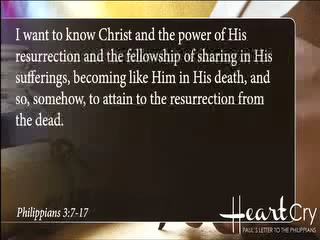 I want to know Christ and the power of His
resurrection and the fellowship of sharing in His
sufferings, becoming like Him in His death, and
so, somehow, to attain to the resurrection from
the dead.
Philippians 3:7-17
HeartCry
PAUL'S LETTER TO THE PHILIPPIANS